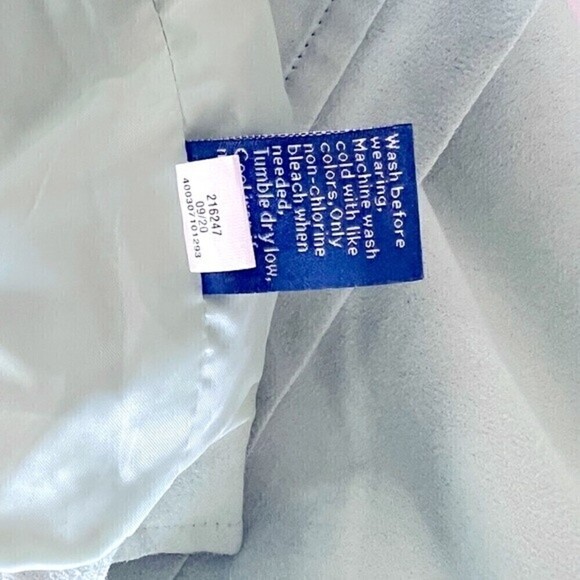 Wash before
wearing,
Machine wash
cold with like
colors, Only
non-chlorine
bleach, when
needed,
Tumble dry low,
216247
09/20
400307101293